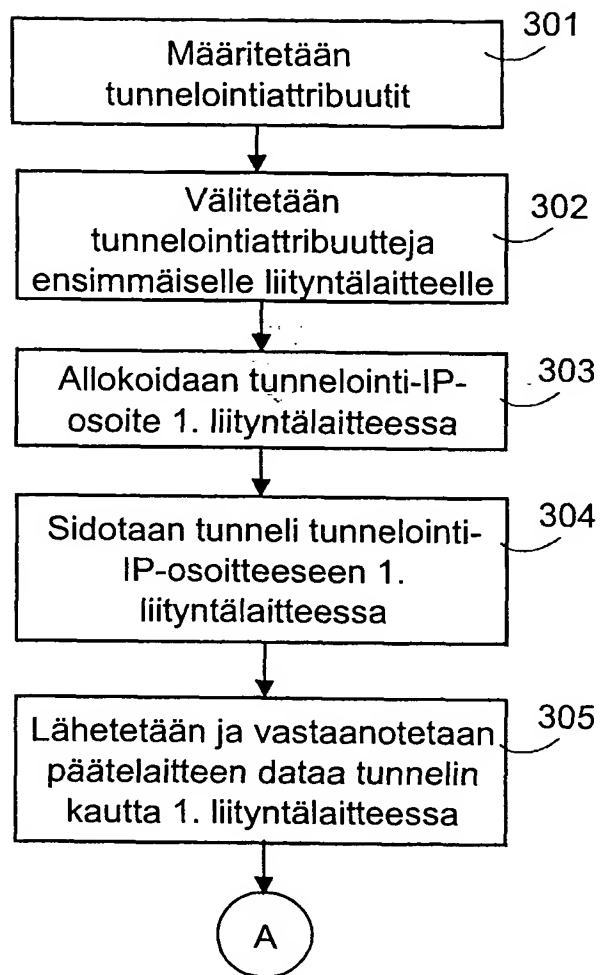 301
Määritetään
tunnelointiattribuutit
302
Välitetään
tunnelointiattribuutteja
ensimmäiselle liityntälaitteelle
303
Allokoidaan tunnelointi-IP-
osoite 1. liityntälaitteessa
304
Sidotaan tunneli tunnelointi-
IP-osoitteeseen 1.
liityntälaitteessa
305
Lähetetään ja vastaanotetaan
päätelaitteen dataa tunnelin
kautta 1. liityntälaitteessa
A